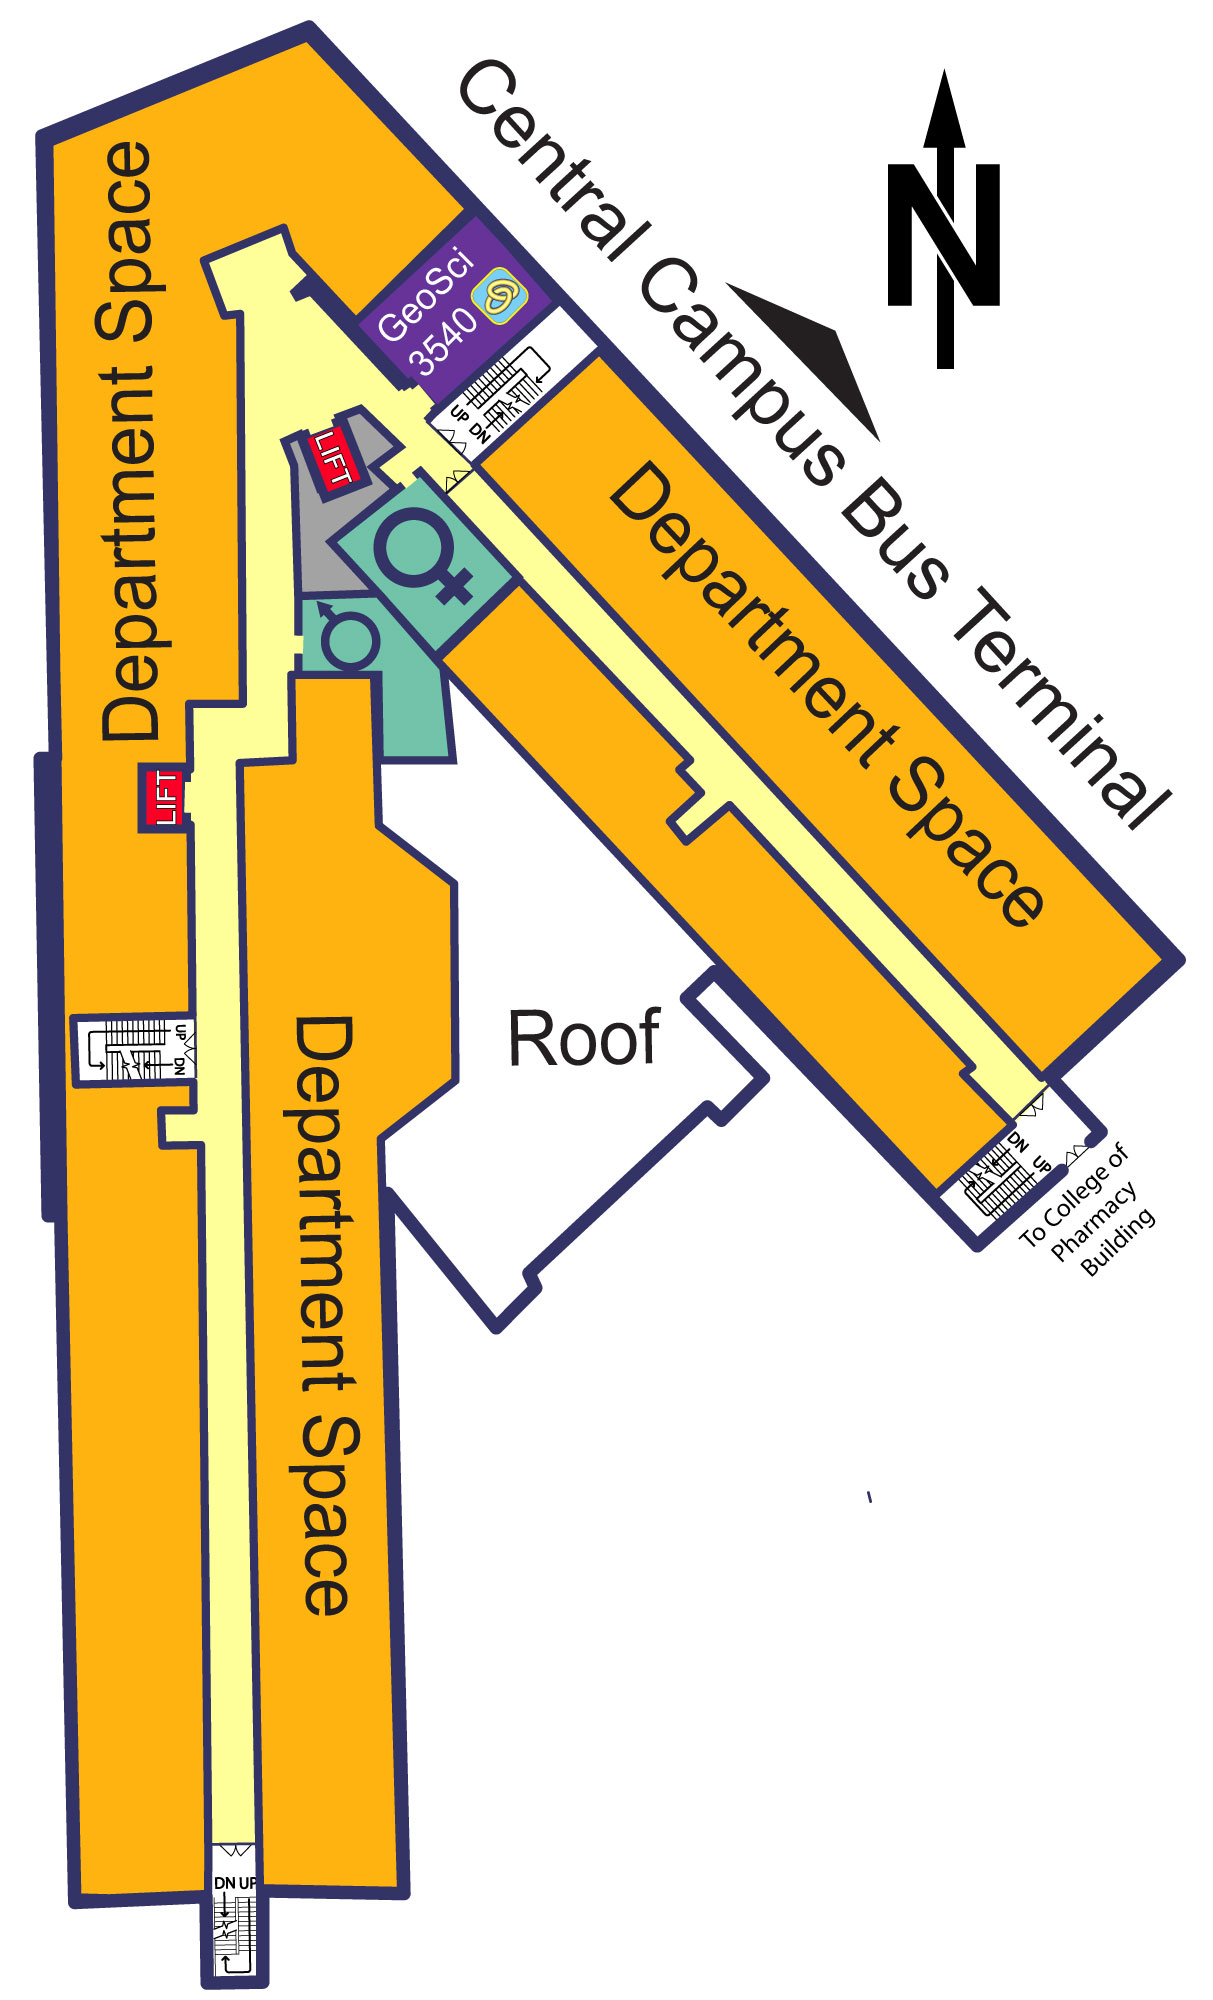 Central Campus Bus Terminal
N
Department Space
GeoSci
3540
UP
DN
LIFT
Department Space
LIFT
UP
DN
Department Space
Roof
DN
UP
To College of
Pharmacy
Building
DN UP